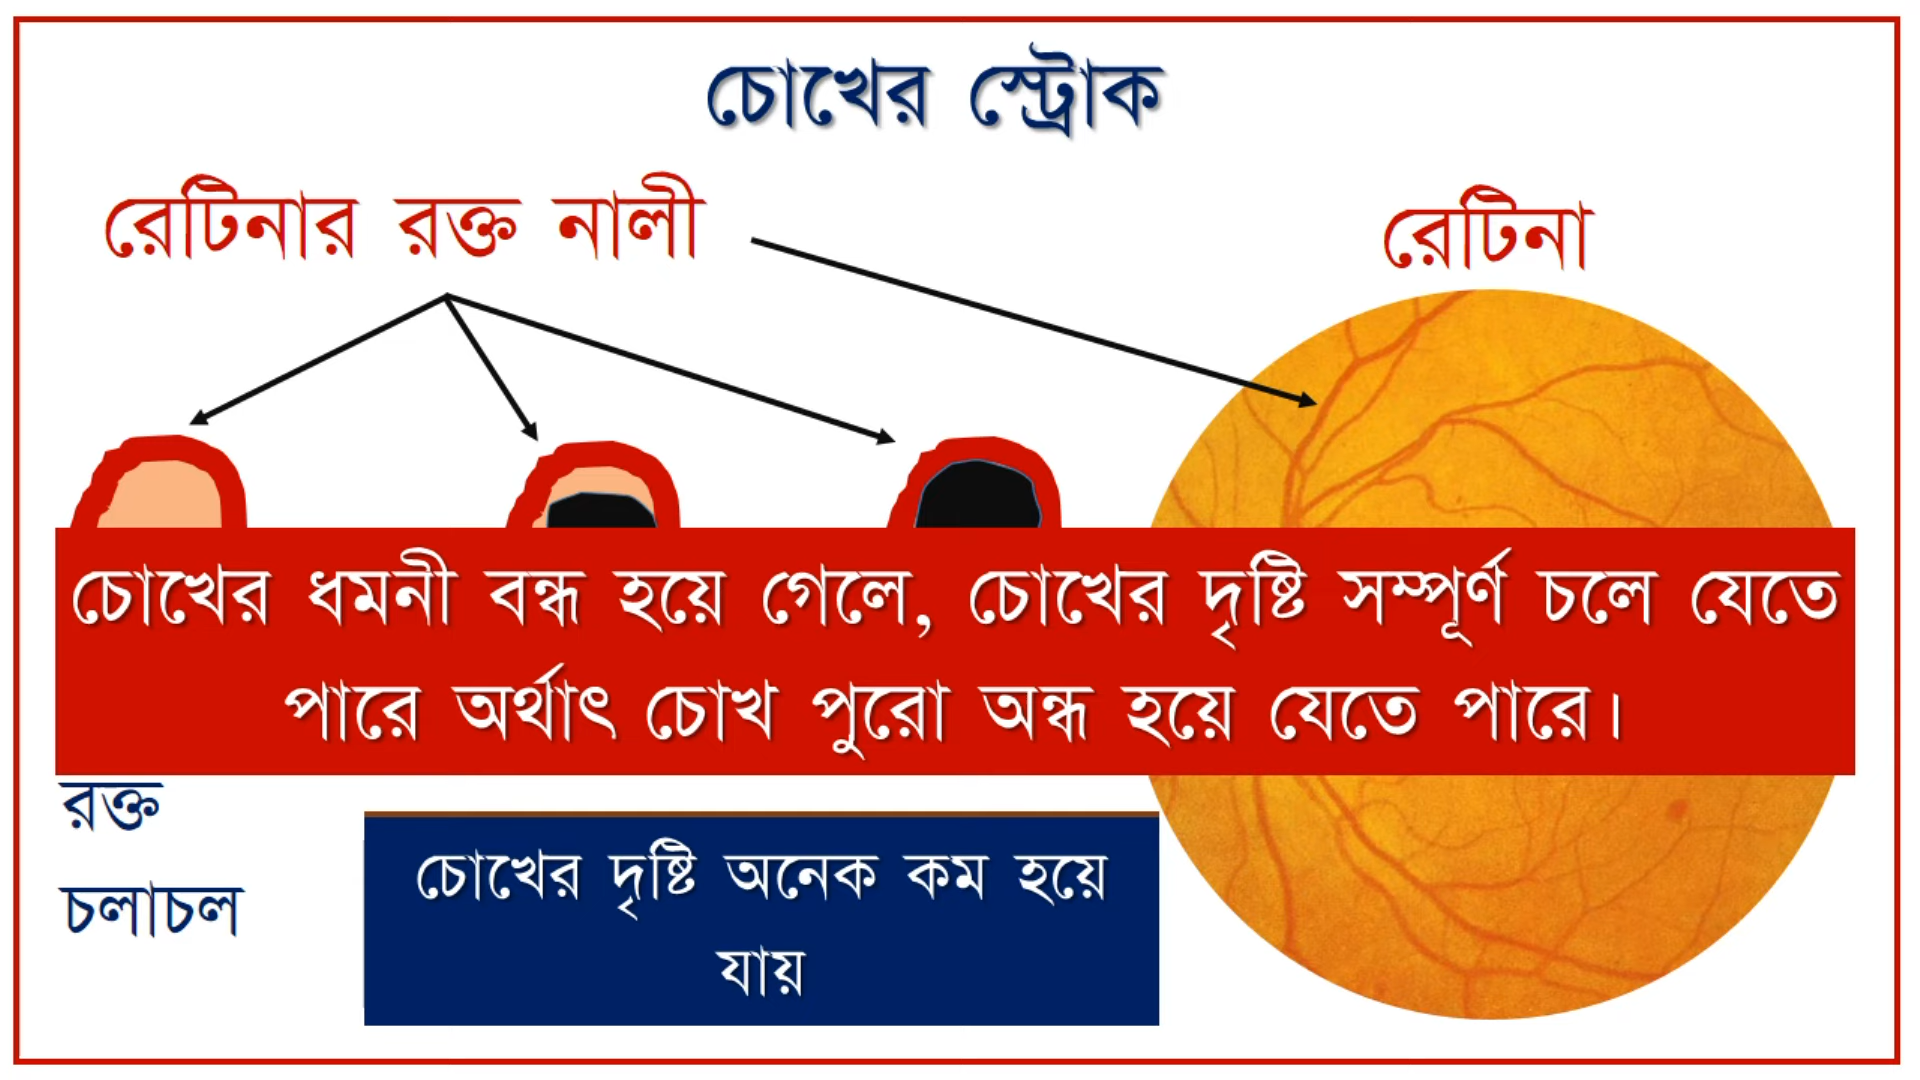 চোখের স্ট্রোক
রেটিনার রক্ত নালী
রেটিনা
চোখের ধমনী বন্ধ হয়ে গেলে, চোখের দৃষ্টি সম্পূর্ণ চলে যেতে
পারে অর্থাৎ চোখ পুরো অন্ধ হয়ে যেতে পারে।
রক্ত
চলাচল
চোখের দৃষ্টি অনেক কম হয়ে
যায়